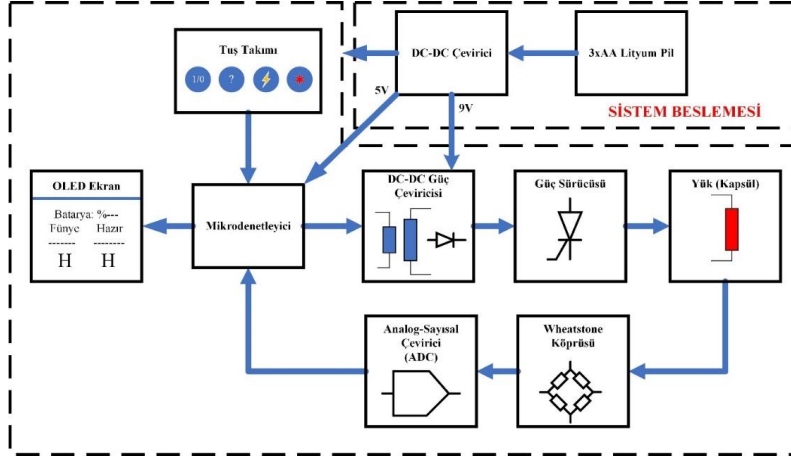 Tuş Takımı
1/0
?
DC-DC Çevirici
3xAA Lityum Pil
5V
9V
SİSTEM BESLEMESİ
OLED Ekran
Batarya: %---
Fünye Hazır
------- --------
H H
Mikrodenetleyici
DC-DC Güç
Çeviricisi
Güç Sürücüsü
Yük (Kapsül)
Analog-Sayısal
Çevirici
(ADC)
Wheatstone
Köprüsü